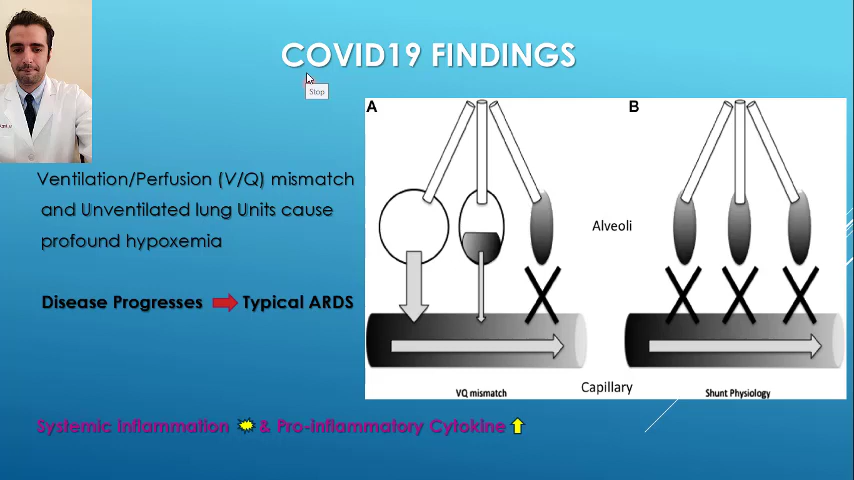 COVID19 FINDINGS
Stop
A
B
Ventilation/Perfusion (V/Q) mismatch
and Unventilated lung Units cause
profound hypoxemia
Alveoli
Disease Progresses
Typical ARDS
Capillary
VQ mismatch
Shunt Physiology
Systemic Inflammation
& Pro-inflammatory Cytokine